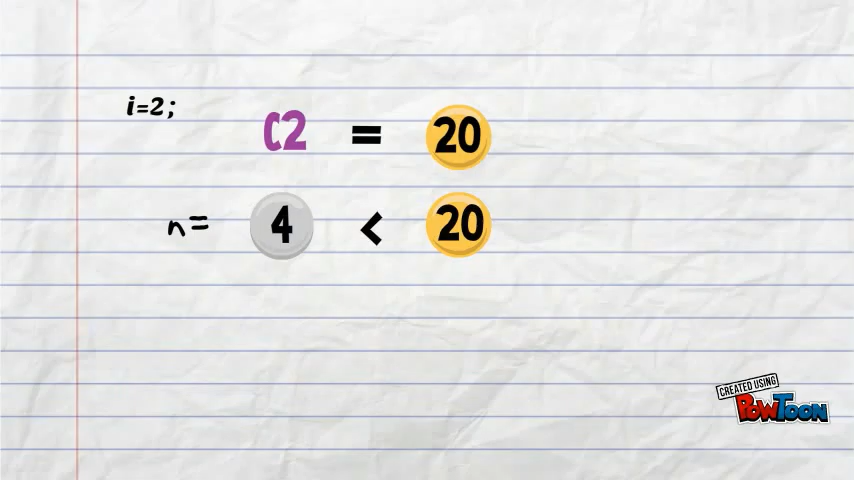 i=2;
C2 = 20
n= 4 < 20
CREATED USING
POWTOON